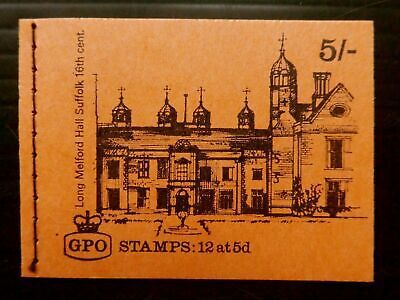 5/-
Long Melford Hall Suffolk 16th cent.
GPO
STAMPS: 12 at 5d